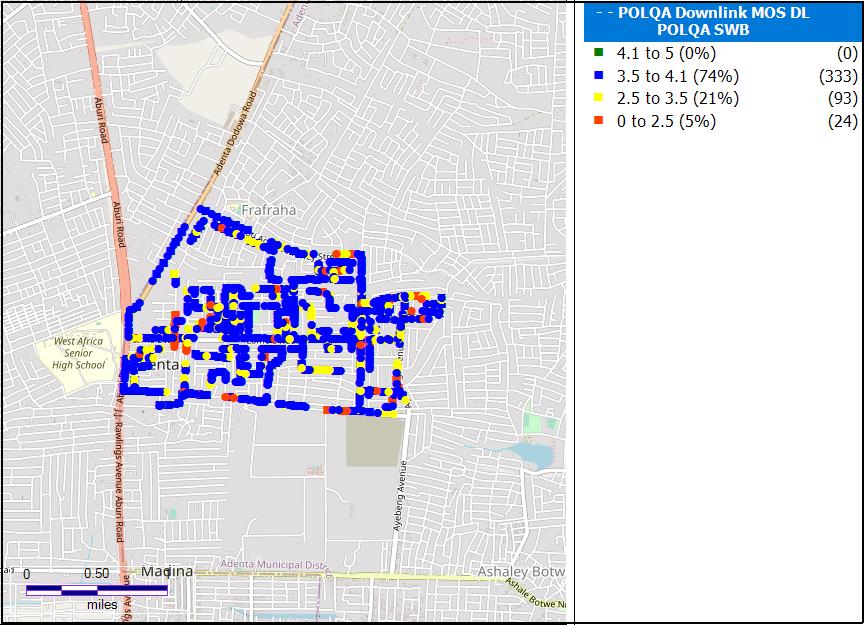 - - POLQA Downlink MOS DL
POLQA SWB
4.1 to 5 (0%) (0)
3.5 to 4.1 (74%) (333)
2.5 to 3.5 (21%) (93)
0 to 2.5 (5%) (24)
Aburi Road
Adenta Dodowa Road
Aburi Road
Frafraha
West Africa
Senior
High School
enta
J.J. Rawlings Avenue Aburi Road
Ayebeng Avenue
Adenta Municipal District
Madina
Ashaley Botw
Ashale Botwe
0 0.50 1
miles